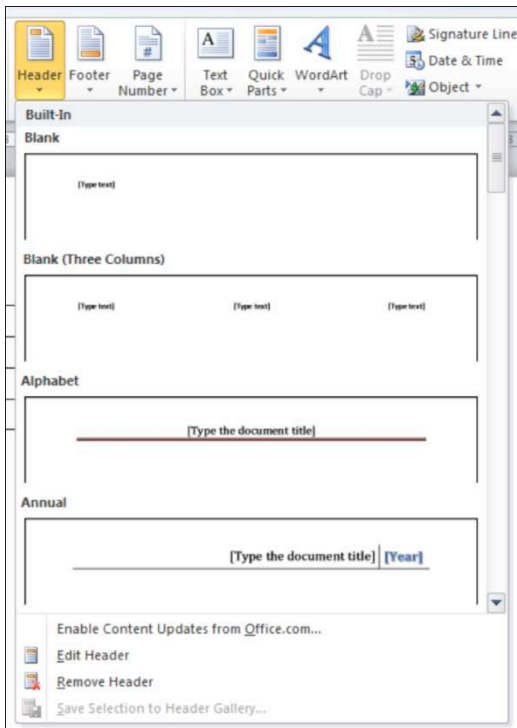 Header Footer Page Number Text Box Quick Parts WordArt Drop Cap
Signature Line
Date & Time
Object
Built-In
Blank
[Type text]
Blank (Three Columns)
[Type text] [Type text] [Type text]
Alphabet
[Type the document title]
Annual
[Type the document title] [Year]
Enable Content Updates from Office.com...
Edit Header
Remove Header
Save Selection to Header Gallery...